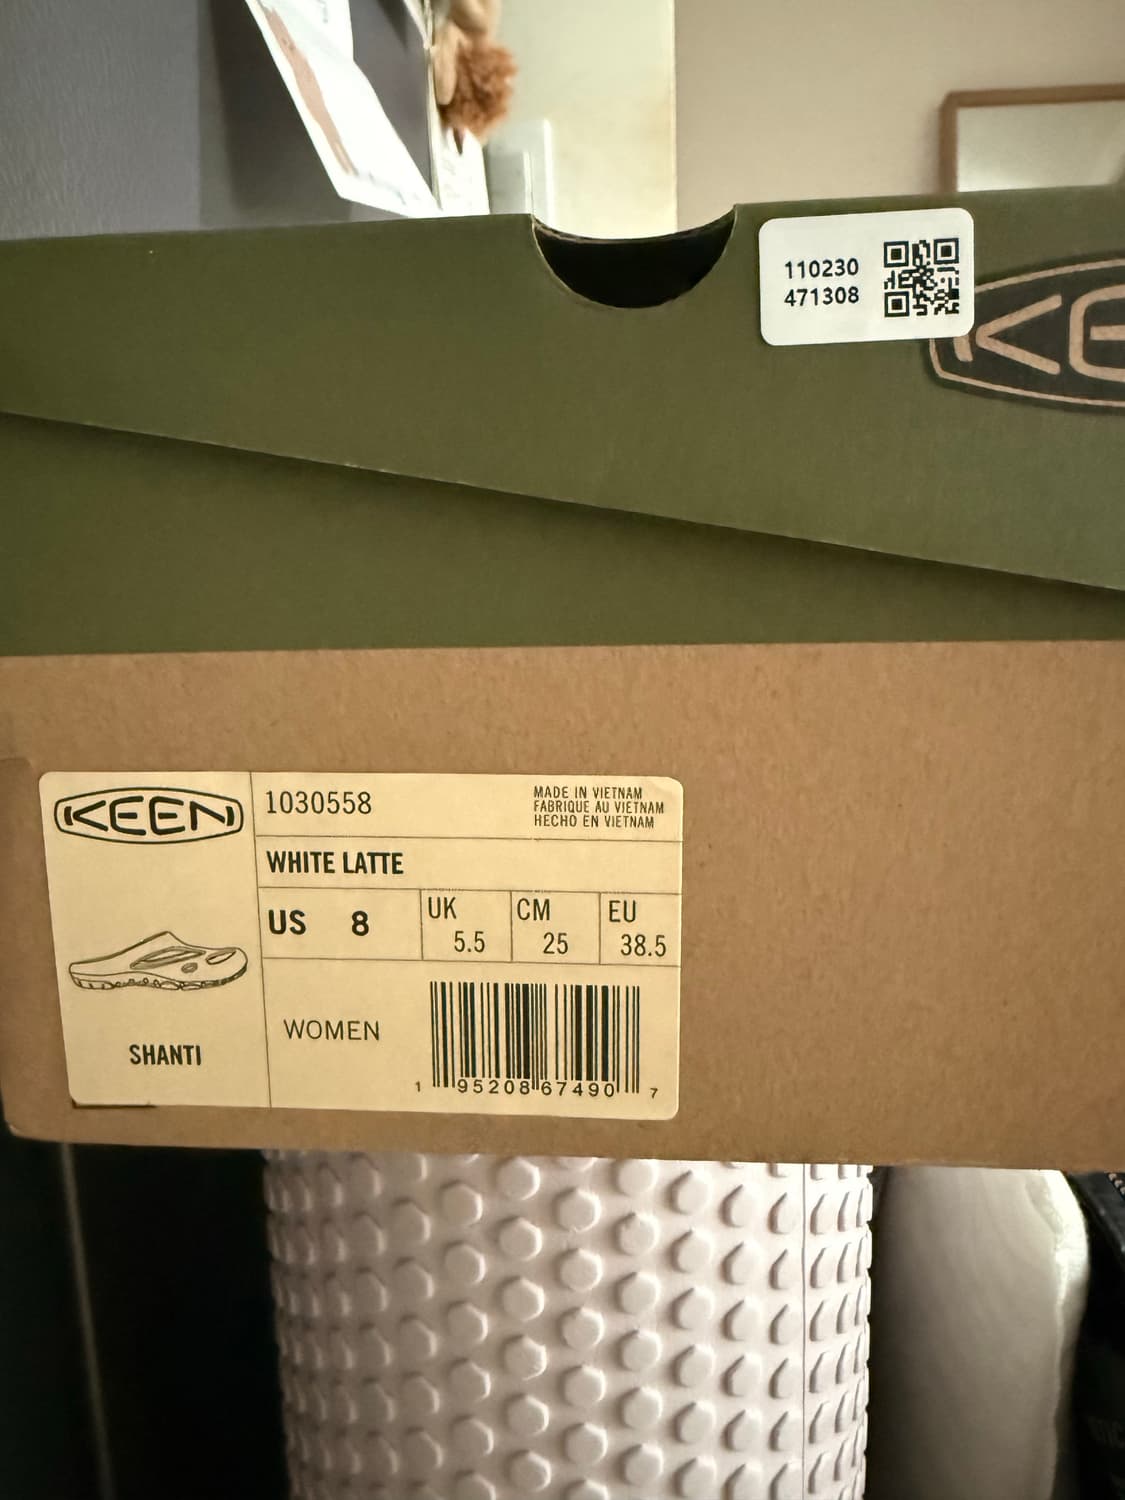 110230
471308
KE
KEEN
1030558
MADE IN VIETNAM
FABRIQUE AU VIETNAM
HECHO EN VIETNAM
WHITE LATTE
US 8
UK
5.5
CM
25
EU
38.5
WOMEN
SHANTI
1 95208 67490 7